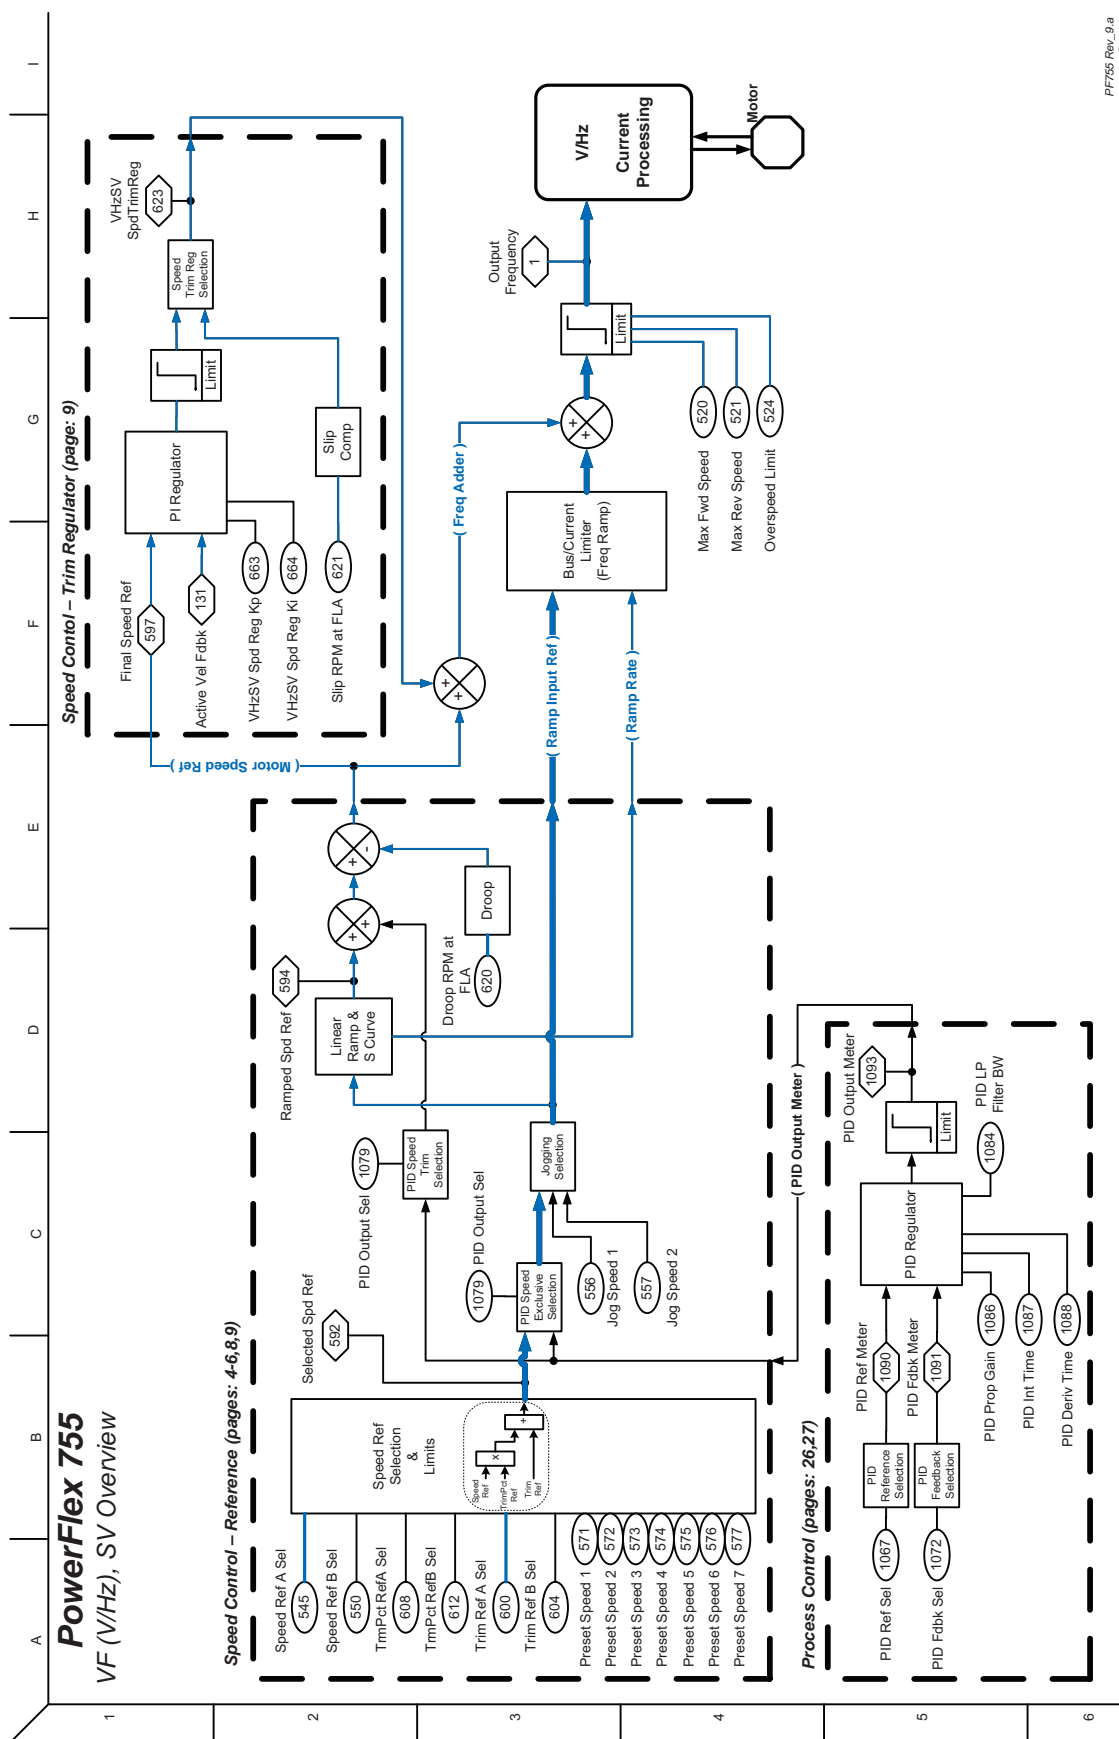 PowerFlex 755
VF (V/Hz), SV Overview
A
B
C
D
E
F
G
H
I
1
2
3
4
5
6
Speed Control – Reference (pages: 4-6,8,9)
Speed Ref A Sel
545
Speed Ref B Sel
550
TrmPct RefA Sel
608
TrmPct RefB Sel
612
Trim Ref A Sel
600
Trim Ref B Sel
604
Preset Speed 1
571
Preset Speed 2
572
Preset Speed 3
573
Preset Speed 4
574
Preset Speed 5
575
Preset Speed 6
576
Preset Speed 7
577
Speed Ref
Selection
&
Limits
Speed
Ref
TrmPct
Ref
Trim
Ref
x
+
Selected Spd Ref
592
PID Output Sel
1079
PID Speed
Exclusive
Selection
PID Output Sel
1079
PID Speed
Trim
Selection
556
Jog Speed 1
557
Jog Speed 2
Jogging
Selection
Ramped Spd Ref
594
Linear
Ramp &
S Curve
+
+
+
-
Droop RPM at
FLA
620
Droop
( Motor Speed Ref )
( Ramp Input Ref )
( Ramp Rate )
Speed Contol – Trim Regulator (page: 9)
Final Speed Ref
597
Active Vel Fdbk
131
VHzSV Spd Reg Kp
663
VHzSV Spd Reg Ki
664
Slip RPM at FLA
621
PI Regulator
Slip
Comp
Limit
Speed
Trim Reg
Selection
VHzSV
SpdTrimReg
623
+
+
( Freq Adder )
Bus/Current
Limiter
(Freq Ramp)
+
+
Limit
Max Fwd Speed
520
Max Rev Speed
521
Overspeed Limit
524
Output
Frequency
1
V/Hz
Current
Processing
Motor
Process Control (pages: 26,27)
PID Ref Sel
1067
PID Fdbk Sel
1072
PID
Reference
Selection
PID
Feedback
Selection
PID Ref Meter
1090
PID Fdbk Meter
1091
PID Prop Gain
1086
PID Int Time
1087
PID Deriv Time
1088
PID Regulator
1084
PID LP
Filter BW
Limit
PID Output Meter
1093
( PID Output Meter )
PF755 Rev_9.a